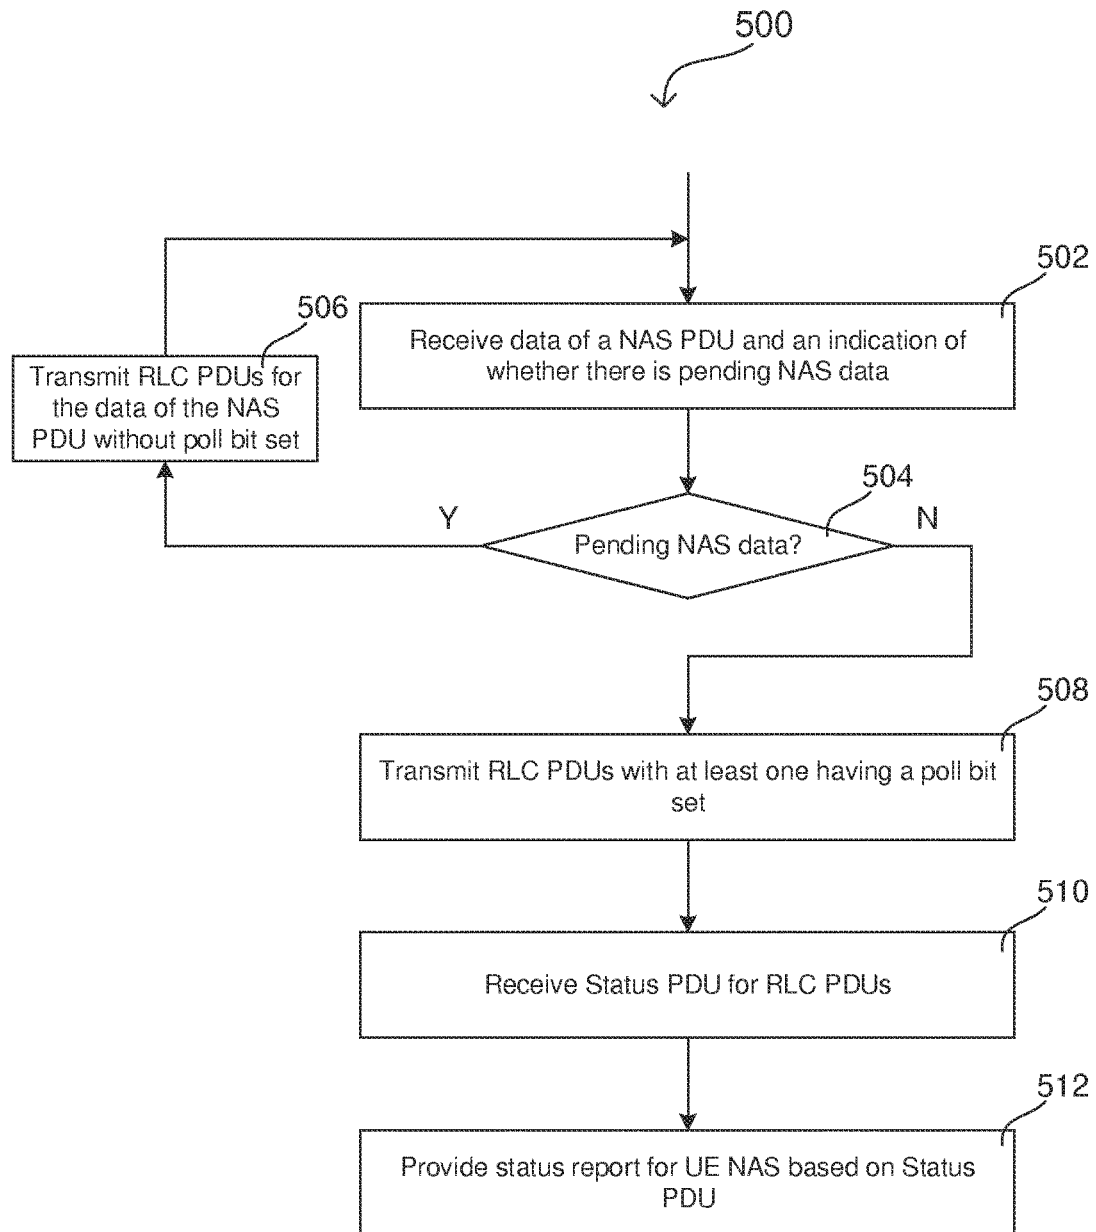 500
502
Receive data of a NAS PDU and an indication of
whether there is pending NAS data
506
Transmit RLC PDUs for
the data of the NAS
PDU without poll bit set
504
Y
N
Pending NAS data?
508
Transmit RLC PDUs with at least one having a poll bit
set
510
Receive Status PDU for RLC PDUs
512
Provide status report for UE NAS based on Status
PDU